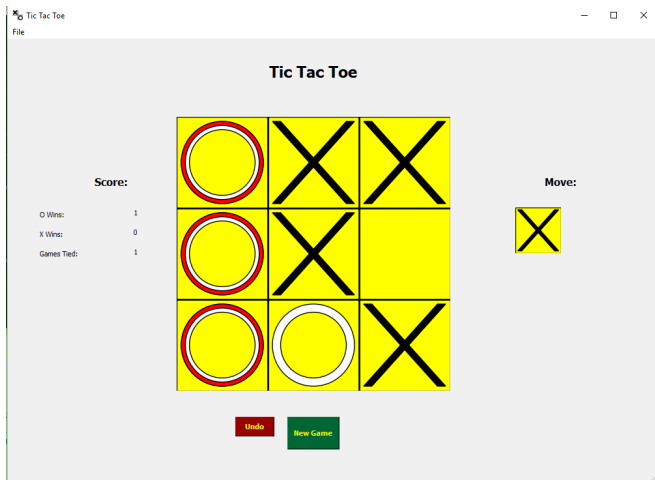 Tic Tac Toe
File
Tic Tac Toe
Score:
Move:
O Wins: 1
X Wins: 0
Games Tied: 1
Undo
New Game